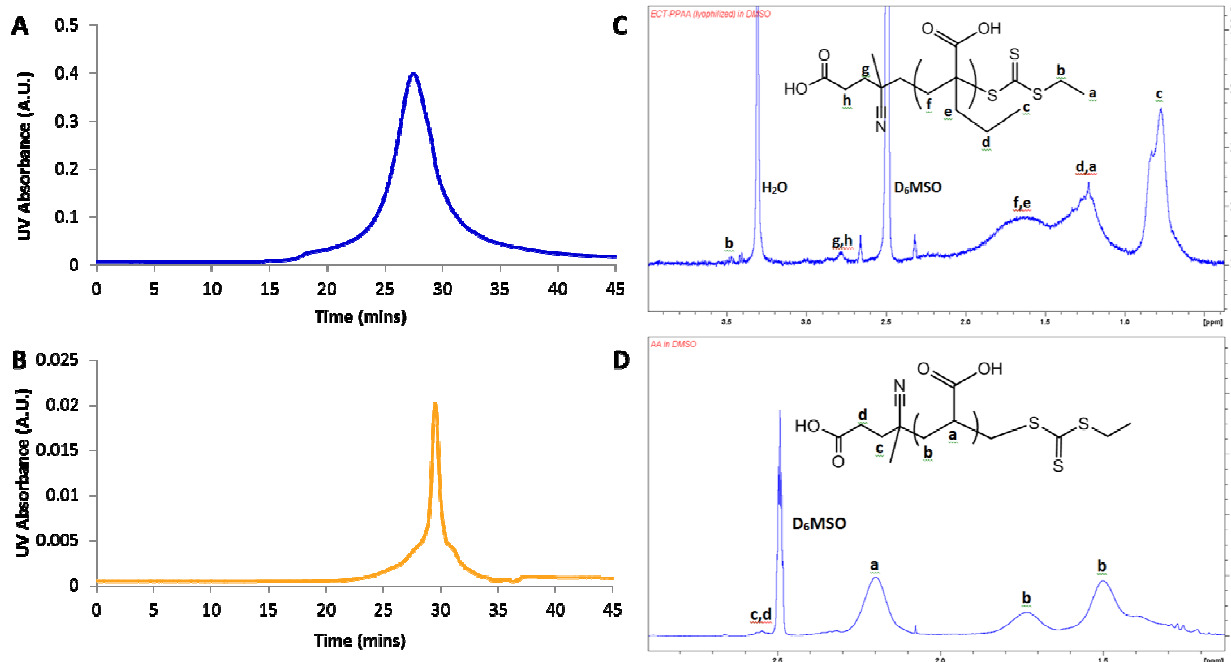 A
UV Absorbance (A.U.)
0.5
0.4
0.3
0.2
0.1
0
0 5 10 15 20 25 30 35 40 45
Time (mins)
B
UV Absorbance (A.U.)
0.025
0.02
0.015
0.01
0.005
0
0 5 10 15 20 25 30 35 40 45
Time (mins)
C
ECT-PPAA (lyophilized) in DMSO
O OH
g S b
O
HO f S S a
h e c
N d
c
H₂O
D₆MSO
d,a
f,e
b
g,h
3.5 3.0 2.5 2.0 1.5 1.0 [ppm]
D
AA in DMSO
O OH
N
d a S S
HO
O c b S
D₆MSO
a
b
b
c,d
2.5 2.0 1.5 [ppm]